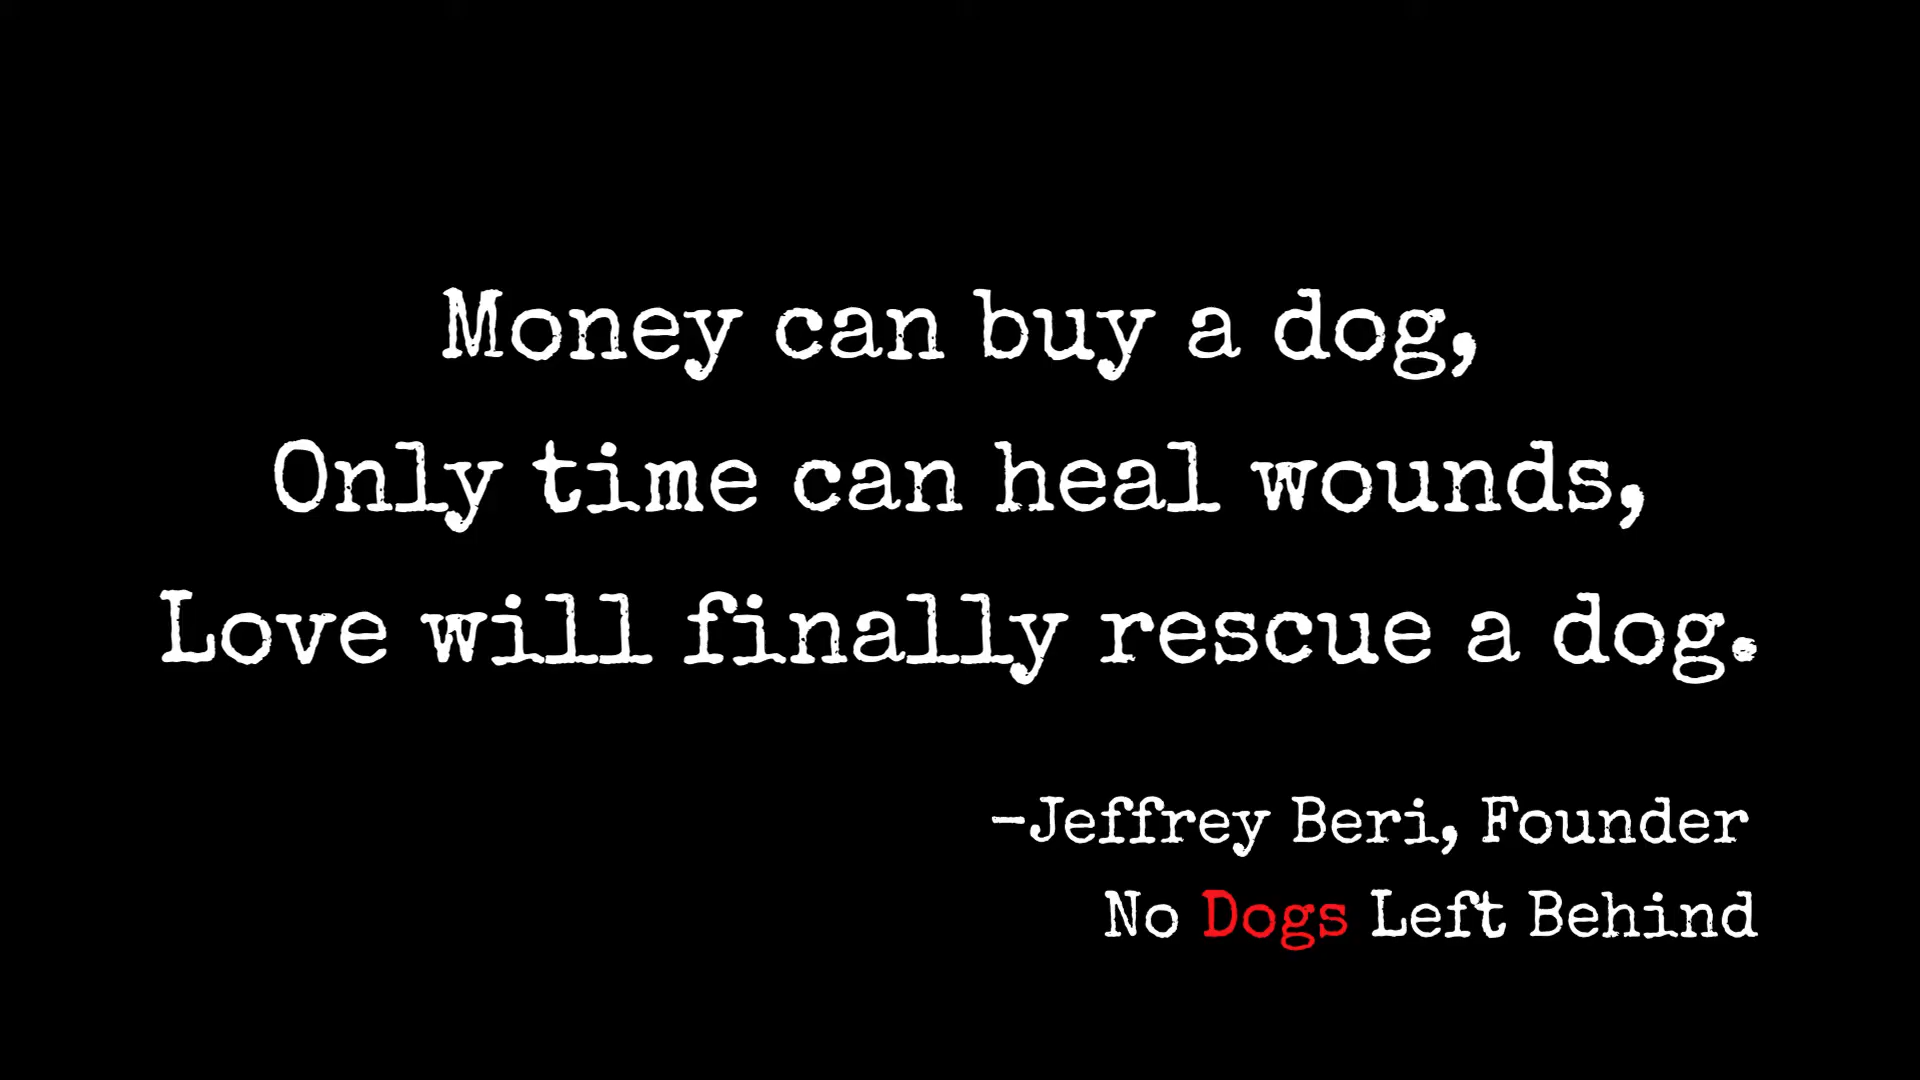 Money can buy a dog,
Only time can heal wounds,
Love will finally rescue a dog.
-Jeffrey Beri, Founder
No Dogs Left Behind